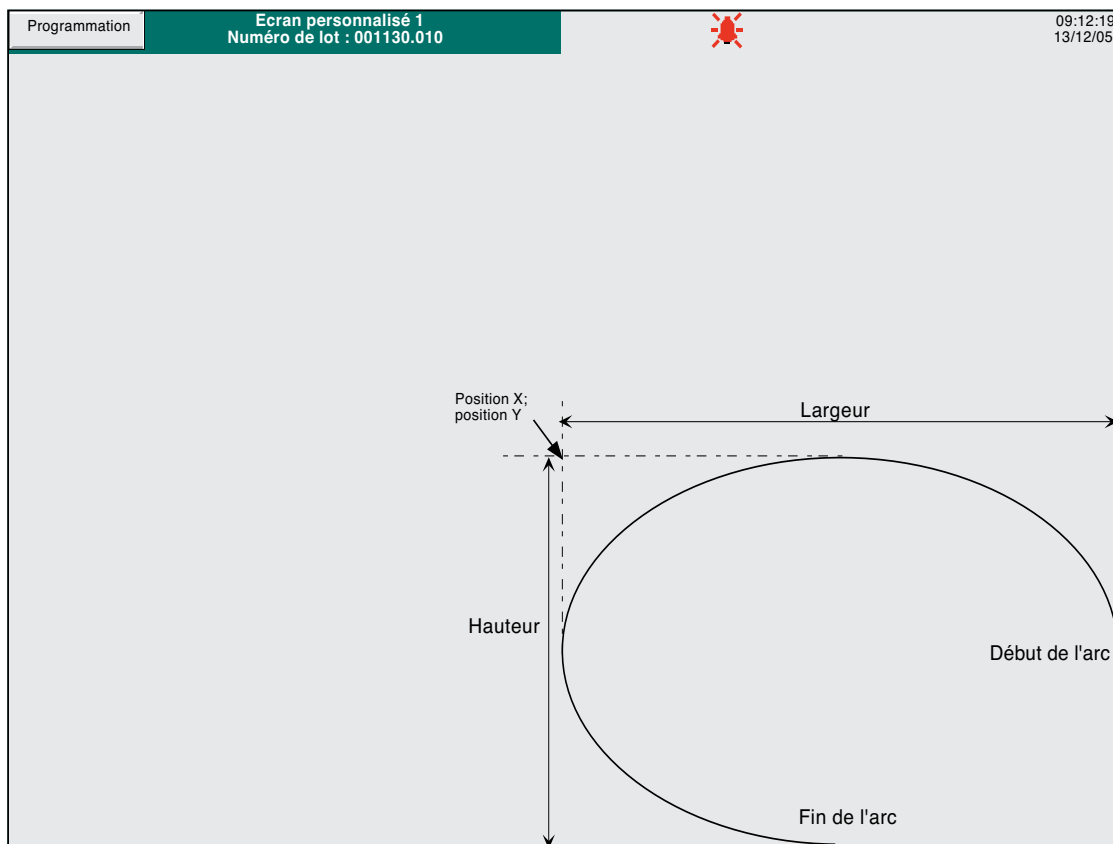 Programmation
Ecran personnalisé 1
Numéro de lot : 001130.010
09:12:19
13/12/05
Position X;
position Y
Largeur
Hauteur
Début de l'arc
Fin de l'arc